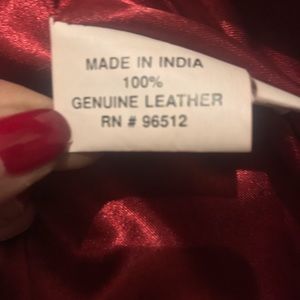 MADE IN INDIA
100%
GENUINE LEATHER
RN # 96512